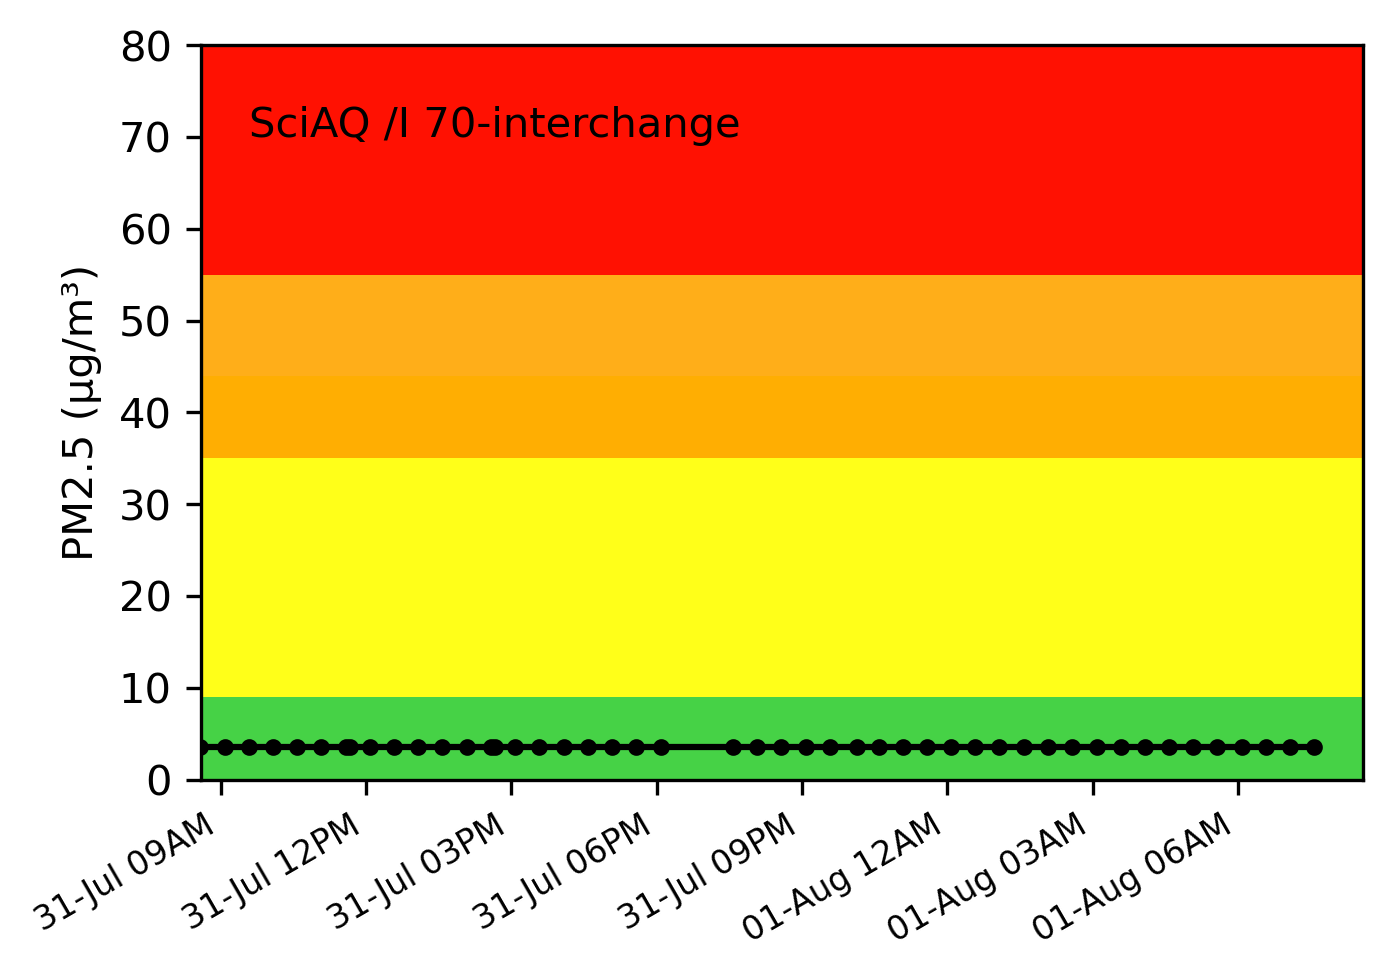 80
SciAQ /I 70-interchange
70
60
50
40
30
20
10
0
PM2.5 (µg/m³)
31-Jul 09AM
31-Jul 12PM
31-Jul 03PM
31-Jul 06PM
31-Jul 09PM
01-Aug 12AM
01-Aug 03AM
01-Aug 06AM